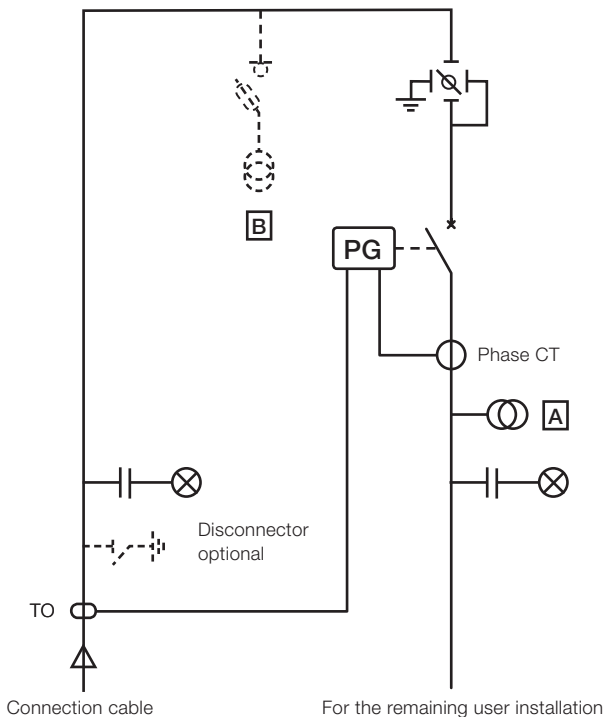 B
PG
Phase CT
A
Disconnector
optional
TO
Connection cable
For the remaining user installation